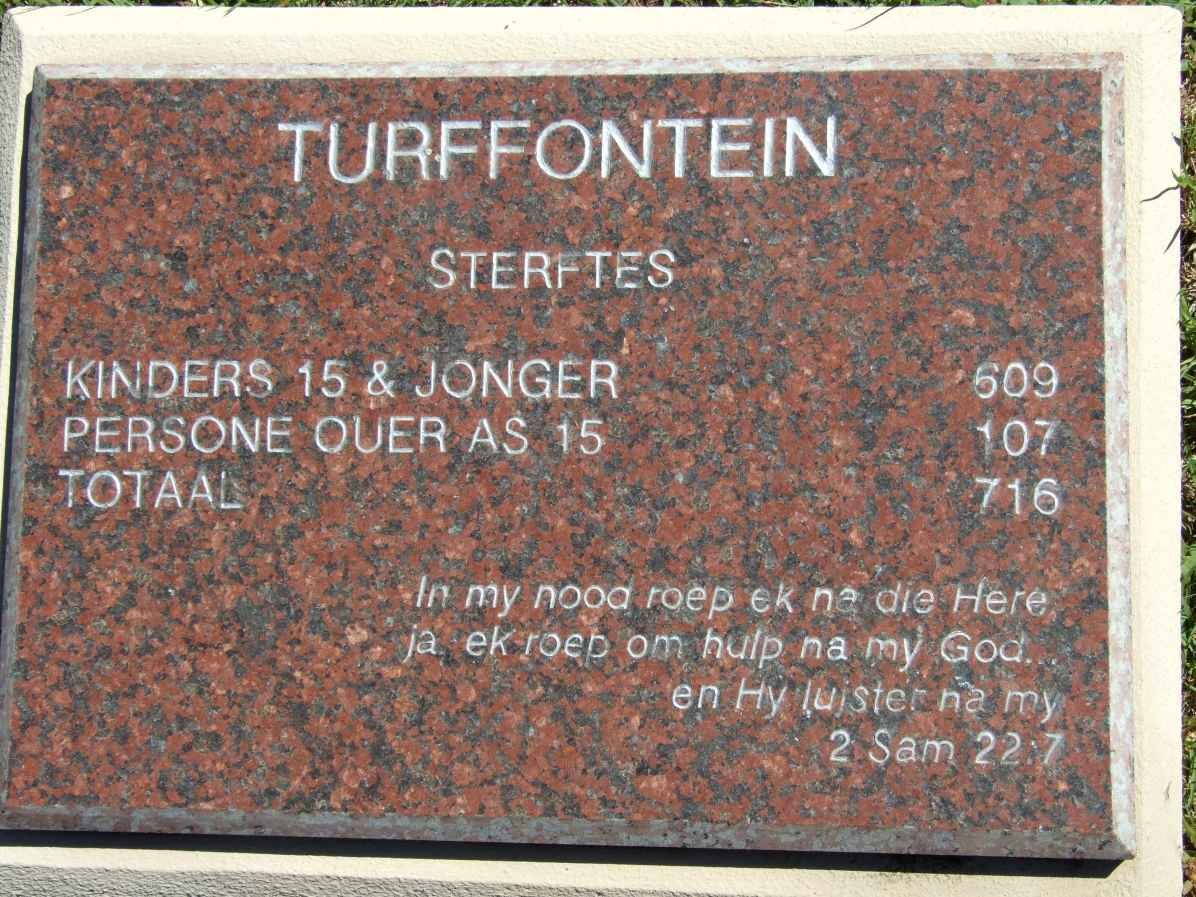 TURFFONTEIN
STERFTES
KINDERS 15 & JONGER 609
PERSONE OUER AS 15 107
TOTAAL 716
In my nood roep ek na die Here,
ja, ek roep om hulp na my God...
en Hy luister na my
2 Sam 22:7